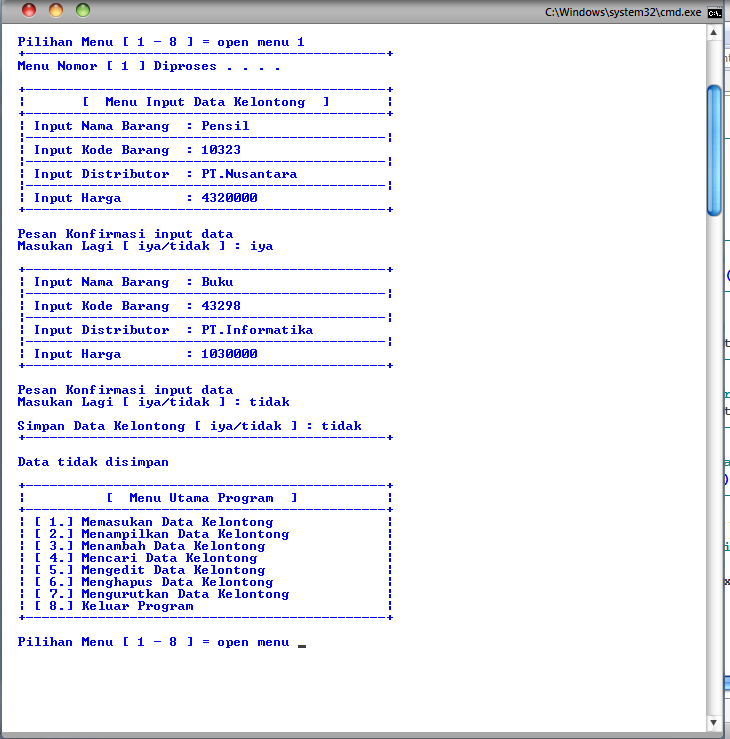 C:\Windows\system32\cmd.exe
Pilihan Menu [ 1 - 8 ] = open menu 1
Menu Nomor [ 1 ] Diproses . . . .
[ Menu Input Data Kelontong ]
Input Nama Barang : Pensil
Input Kode Barang : 10323
Input Distributor : PT.Nusantara
Input Harga : 4320000
Pesan Konfirmasi input data
Masukan Lagi [ iya/tidak ] : iya
Input Nama Barang : Buku
Input Kode Barang : 43298
Input Distributor : PT.Informatika
Input Harga : 1030000
Pesan Konfirmasi input data
Masukan Lagi [ iya/tidak ] : tidak
Simpan Data Kelontong [ iya/tidak ] : tidak
Data tidak disimpan
[ Menu Utama Program ]
[ 1.] Memasukan Data Kelontong
[ 2.] Menampilkan Data Kelontong
[ 3.] Menambah Data Kelontong
[ 4.] Mencari Data Kelontong
[ 5.] Mengedit Data Kelontong
[ 6.] Menghapus Data Kelontong
[ 7.] Mengurutkan Data Kelontong
[ 8.] Keluar Program
Pilihan Menu [ 1 - 8 ] = open menu _